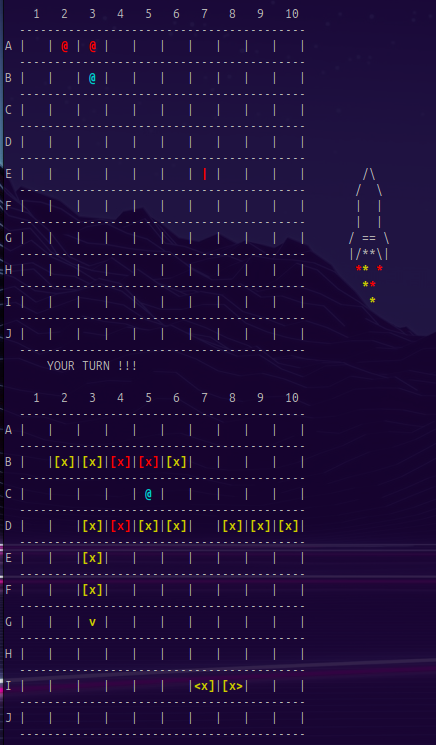 1 2 3 4 5 6 7 8 9 10
A | | @ | @ | | | | | | | |
B | | | @ | | | | | | | |
C | | | | | | | | | | |
D | | | | | | | | | | |
E | | | | | | | | | | | | /\
F | | | | | | | | | | | / \
| |
G | | | | | | | | | | | / == \
|/**\|
H | | | | | | | | | | | ** *
**
I | | | | | | | | | | | *
J | | | | | | | | | | |
YOUR TURN !!!
1 2 3 4 5 6 7 8 9 10
A | | | | | | | | | | |
B | |[x]|[x]|[x]|[x]|[x]| | | | |
C | | | | | @ | | | | | |
D | | |[x]|[x]|[x]|[x]| |[x]|[x]|[x]|
E | | |[x]| | | | | | | |
F | | |[x]| | | | | | | |
G | | | v | | | | | | | |
H | | | | | | | | | | |
I | | | | | | |<x]|[x>| | |
J | | | | | | | | | | |